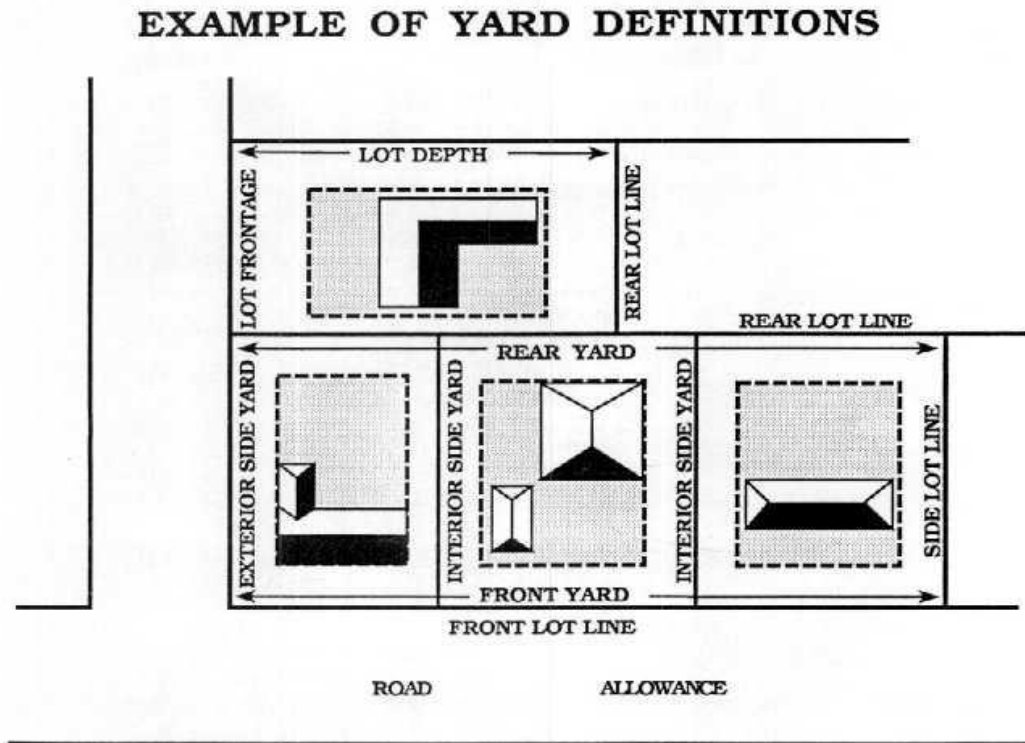 EXAMPLE OF YARD DEFINITIONS
LOT DEPTH
LOT FRONTAGE
REAR LOT LINE
REAR LOT LINE
REAR YARD
EXTERIOR SIDE YARD
INTERIOR SIDE YARD
INTERIOR SIDE YARD
SIDE LOT LINE
FRONT YARD
FRONT LOT LINE
ROAD ALLOWANCE